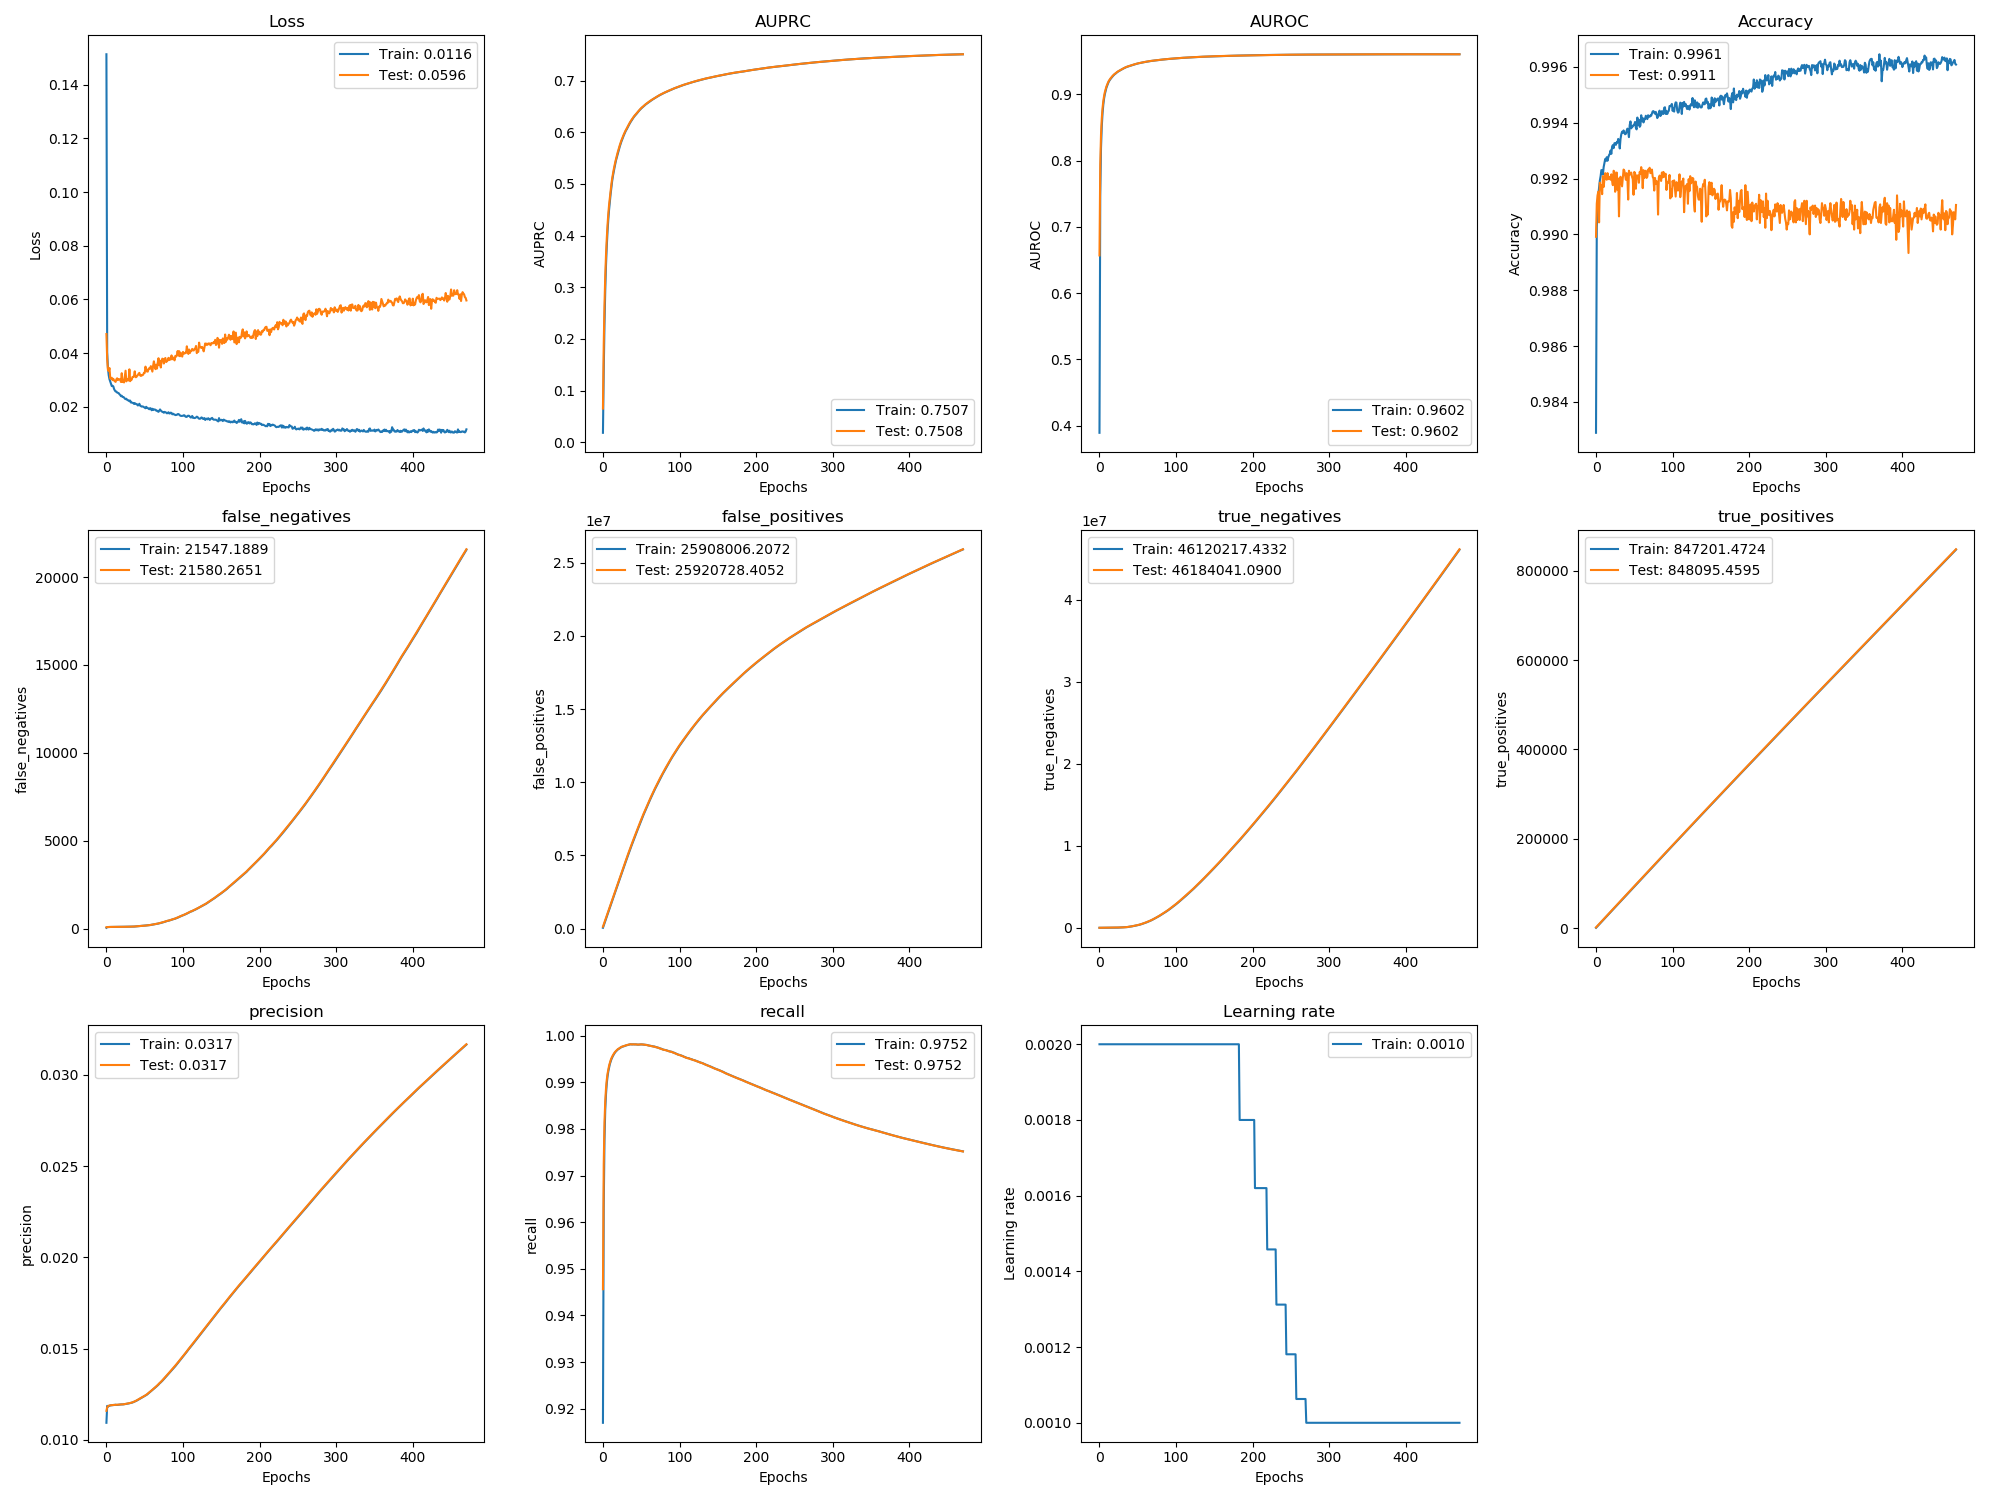 Loss
Train: 0.0116
Test: 0.0596
0.14
0.12
0.10
0.08
0.06
0.04
0.02
Loss
0 100 200 300 400
Epochs
AUPRC
0.7
0.6
0.5
0.4
0.3
0.2
0.1
0.0
AUPRC
Train: 0.7507
Test: 0.7508
0 100 200 300 400
Epochs
AUROC
0.9
0.8
0.7
0.6
0.5
0.4
AUROC
Train: 0.9602
Test: 0.9602
0 100 200 300 400
Epochs
Accuracy
Train: 0.9961
Test: 0.9911
0.996
0.994
0.992
0.990
0.988
0.986
0.984
Accuracy
0 100 200 300 400
Epochs
false_negatives
Train: 21547.1889
Test: 21580.2651
20000
15000
10000
5000
0
false_negatives
0 100 200 300 400
Epochs
false_positives
1e7
Train: 25908006.2072
Test: 25920728.4052
2.5
2.0
1.5
1.0
0.5
0.0
false_positives
0 100 200 300 400
Epochs
true_negatives
1e7
Train: 46120217.4332
Test: 46184041.0900
4
3
2
1
0
true_negatives
0 100 200 300 400
Epochs
true_positives
Train: 847201.4724
Test: 848095.4595
800000
600000
400000
200000
0
true_positives
0 100 200 300 400
Epochs
precision
Train: 0.0317
Test: 0.0317
0.030
0.025
0.020
0.015
0.010
precision
0 100 200 300 400
Epochs
recall
Train: 0.9752
Test: 0.9752
1.00
0.99
0.98
0.97
0.96
0.95
0.94
0.93
0.92
recall
0 100 200 300 400
Epochs
Learning rate
Train: 0.0010
0.0020
0.0018
0.0016
0.0014
0.0012
0.0010
Learning rate
0 100 200 300 400
Epochs